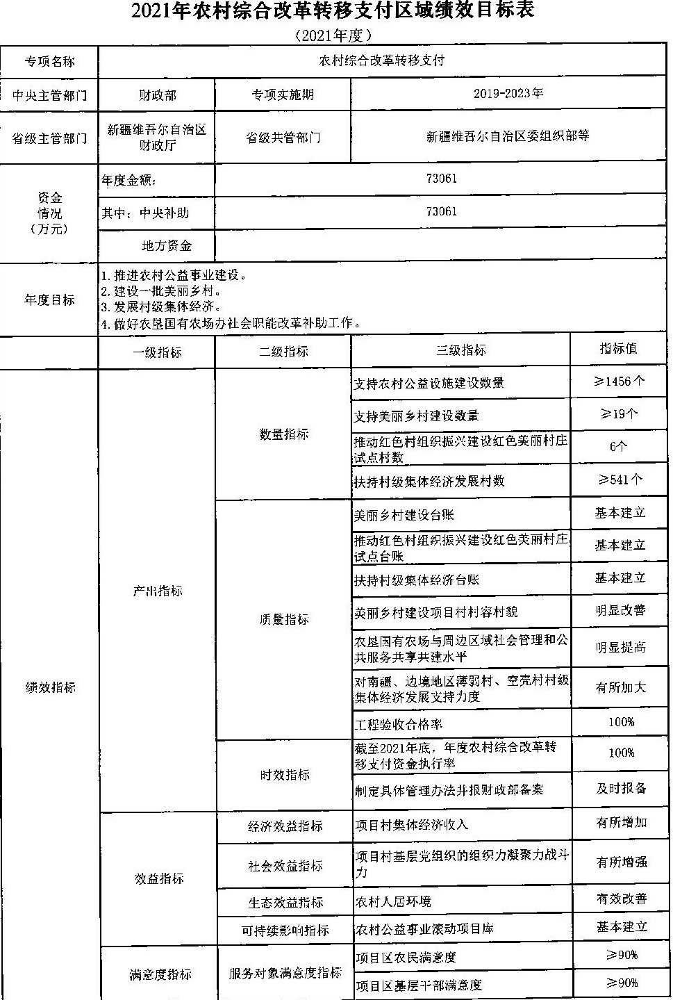 2021年农村综合改革转移支付区域绩效目标表
（2021年度）
专项名称
农村综合改革转移支付
中央主管部门
财政部
专项实施期
2019-2023年
省级主管部门
新疆维吾尔自治区
财政厅
省级共管部门
新疆维吾尔自治区委组织部等
资金
情况
（万元）
年度金额：
73061
其中：中央补助
73061
地方资金
年度目标
1.推进农村公益事业建设。
2.建设一批美丽乡村。
3.发展村级集体经济。
4.做好农垦国有农场办社会职能改革补助工作。
一级指标
二级指标
三级指标
指标值
绩效指标
产出指标
数量指标
支持农村公益设施建设数量
≥1456个
支持美丽乡村建设数量
≥19个
推动红色村组织振兴建设红色美丽村庄
试点村数
6个
扶持村级集体经济发展村数
≥541个
质量指标
美丽乡村建设台账
基本建立
推动红色村组织振兴建设红色美丽村庄
试点台账
基本建立
扶持村级集体经济台账
基本建立
美丽乡村建设项目村村容村貌
明显改善
农垦国有农场与周边区域社会管理和公
共服务共享共建水平
明显提高
对南疆、边境地区薄弱村、空壳村村级
集体经济发展支持力度
有所加大
工程验收合格率
100%
时效指标
截至2021年底，年度农村综合改革转
移支付资金执行率
100%
制定具体管理办法并报财政部备案
及时报备
效益指标
经济效益指标
项目村集体经济收入
有所增加
社会效益指标
项目村基层党组织的组织力凝聚力战斗
力
有所增强
生态效益指标
农村人居环境
有效改善
可持续影响指标
农村公益事业滚动项目库
基本建立
满意度指标
服务对象满意度指标
项目区农民满意度
≥90%
项目区基层干部满意度
≥90%